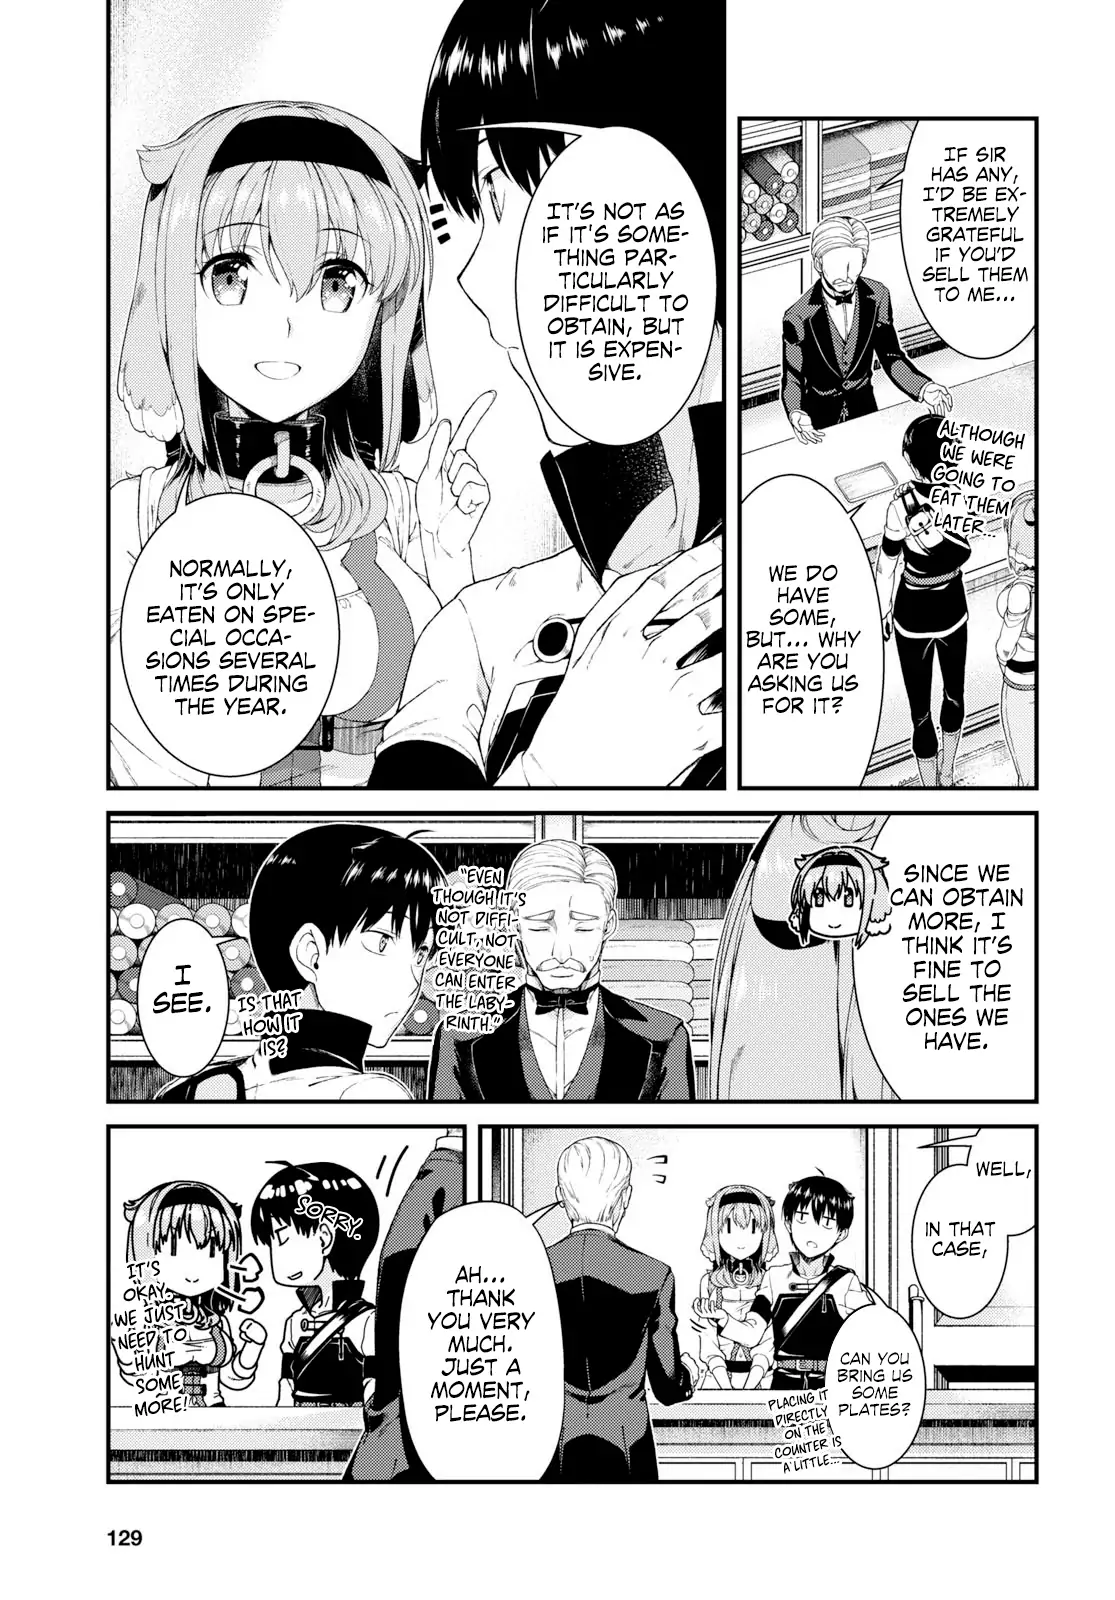 IF SIR
HAS ANY,
I'D BE EX-
TREMELY
GRATEFUL
IF YOU'D
SELL THEM
TO ME...
ALTHOUGH
WE WERE
GOING TO
EAT THEM
LATER
WE DO
HAVE
SOME,
BUT... WHY
ARE YOU
ASKING US
FOR IT?
IT'S NOT AS
IF IT'S SOME-
THING PAR-
TICULARLY
DIFFICULT TO
OBTAIN, BUT
IT IS EXPEN-
SIVE.
NORMALLY,
IT'S ONLY
EATEN ON SPE-
CIAL OCCA-
SIONS SEVERAL
TIMES DURING
THE YEAR.
SINCE WE
CAN OBTAIN
MORE, I
THINK IT'S
FINE TO
SELL THE
ONES WE
HAVE.
"EVEN
THOUGH IT'S
NOT DIFFI-
CULT, NOT
EVERYONE
CAN ENTER
THE LABY-
RINTH."
IS THAT
HOW IT
IS?
I
SEE.
WELL,
IN THAT
CASE,
CAN YOU
BRING US
SOME
PLATES?
PLACING IT
DIRECTLY
ON THE
COUNTER IS
A LITTLE...
AH...
THANK
YOU VERY
MUCH.
JUST A
MOMENT,
PLEASE.
SORRY.
IT'S
OKAY.
WE JUST
NEED TO
HUNT
SOME
MORE!
129